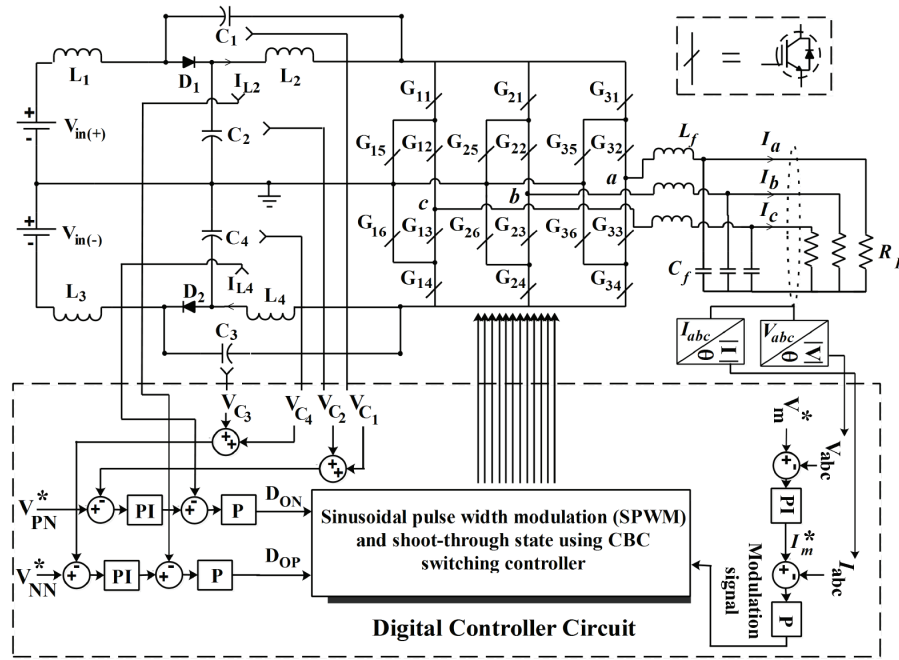 C1
L1
D1
IL2
L2
+
-
Vin(+)
C2
G11
G21
G31
G15
G12
G25
G22
G35
G32
=
Lf
Ia
Ib
Ic
a
b
c
+
-
Vin(-)
C4
G16
G13
G26
G23
G36
G33
G14
G24
G34
Cf
L3
D2
IL4
L4
C3
Iabc
|I|
θ
Vabc
|V|
θ
VC3
VC4
VC2
VC1
V*m
Vabc
V*PN
PI
P
DON
V*NN
PI
P
DOP
Sinusoidal pulse width modulation (SPWM)
and shoot-through state using CBC
switching controller
PI
I*m
Iabc
P
Modulation
signal
Digital Controller Circuit